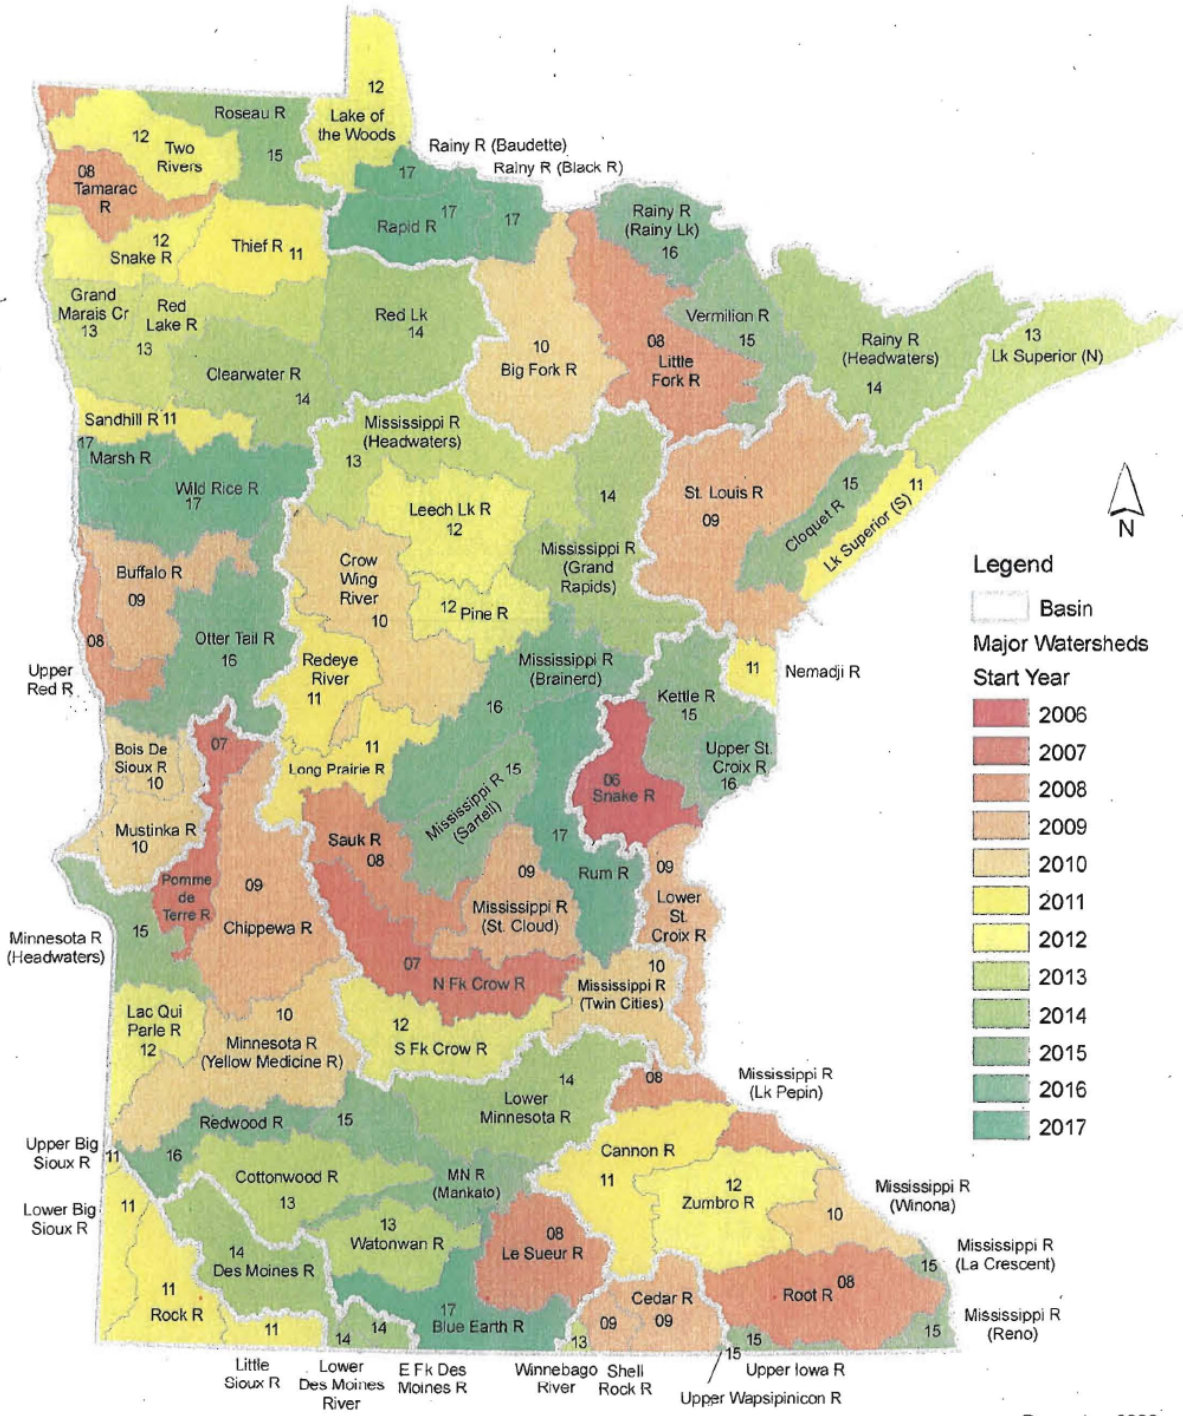 12
Lake of
the Woods
Roseau R
15
12
Two
Rivers
08
Tamarac
R
Rainy R (Baudette)
17
Rainy R (Black R)
Rapid R
17
17
Rainy R
(Rainy Lk)
16
12
Snake R
Thief R
11
Grand
Marais Cr
13
Red
Lake R
13
Red Lk
14
10
Big Fork R
08
Little
Fork R
Vermilion R
15
Rainy R
(Headwaters)
14
13
Lk Superior (N)
Clearwater R
14
Sandhill R 11
17
Marsh R
Wild Rice R
17
Mississippi R
(Headwaters)
13
14
Leech Lk R
12
St. Louis R
09
15
Cloquet R
11
Lk Superior (S)
N
Mississippi R
(Grand
Rapids)
Crow
Wing
River
10
Buffalo R
09
08
Upper
Red R
Otter Tail R
16
12 Pine R
Redeye
River
11
Mississippi R
(Brainerd)
16
11
Nemadji R
Kettle R
15
Upper St.
Croix R
16
Bois De
Sioux R
10
07
11
Long Prairie R
Mississippi R
(Sartell)
15
06
Snake R
Mustinka R
10
Sauk R
08
17
Rum R
Pomme
de
Terre R
09
Chippewa R
09
Mississippi R
(St. Cloud)
09
Lower
St.
Croix R
15
Minnesota R
(Headwaters)
07
N Fk Crow R
10
Mississippi R
(Twin Cities)
Lac Qui
Parle R
12
10
Minnesota R
(Yellow Medicine R)
12
S Fk Crow R
14
Lower
Minnesota R
08
Mississippi R
(Lk Pepin)
Redwood R
15
16
Upper Big
Sioux R
11
Cottonwood R
13
MN R
(Mankato)
Cannon R
11
12
Zumbro R
Mississippi R
(Winona)
10
Lower Big
Sioux R
11
13
Watonwan R
08
Le Sueur R
14
Des Moines R
11
Rock R
Mississippi R
(La Crescent)
15
Root R
08
Cedar R
09
09
17
Blue Earth R
Mississippi R
(Reno)
15
11
14
14
13
15
15
Little
Sioux R
Lower
Des Moines
River
E Fk Des
Moines R
Winnebago
River
Shell
Rock R
Upper Iowa R
Upper Wapsipinicon R
Legend
Basin
Major Watersheds
Start Year
2006
2007
2008
2009
2010
2011
2012
2013
2014
2015
2016
2017